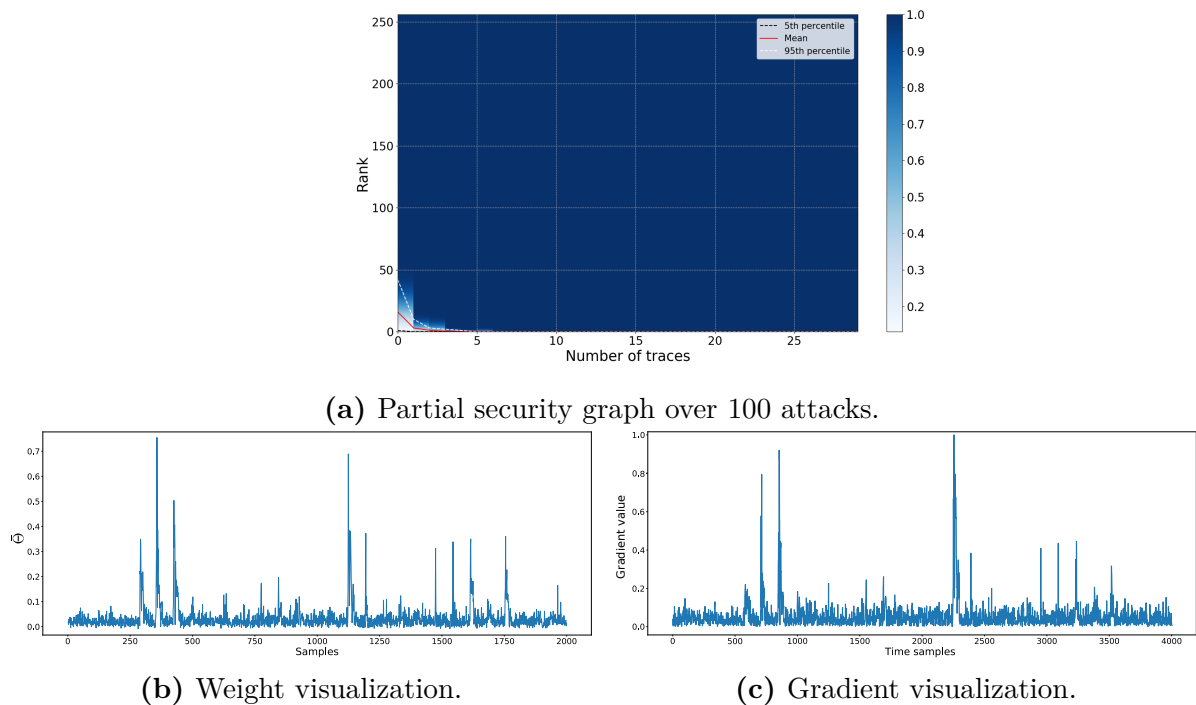 250
200
150
100
50
0
Rank
0 5 10 15 20 25
Number of traces
5th percentile
Mean
95th percentile
1.0
0.9
0.8
0.7
0.6
0.5
0.4
0.3
0.2
(a) Partial security graph over 100 attacks.
0.7
0.6
0.5
0.4
0.3
0.2
0.1
0.0
Θ̄
0 250 500 750 1000 1250 1500 1750 2000
Samples
(b) Weight visualization.
1.0
0.8
0.6
0.4
0.2
0.0
Gradient value
0 500 1000 1500 2000 2500 3000 3500 4000
Time samples
(c) Gradient visualization.